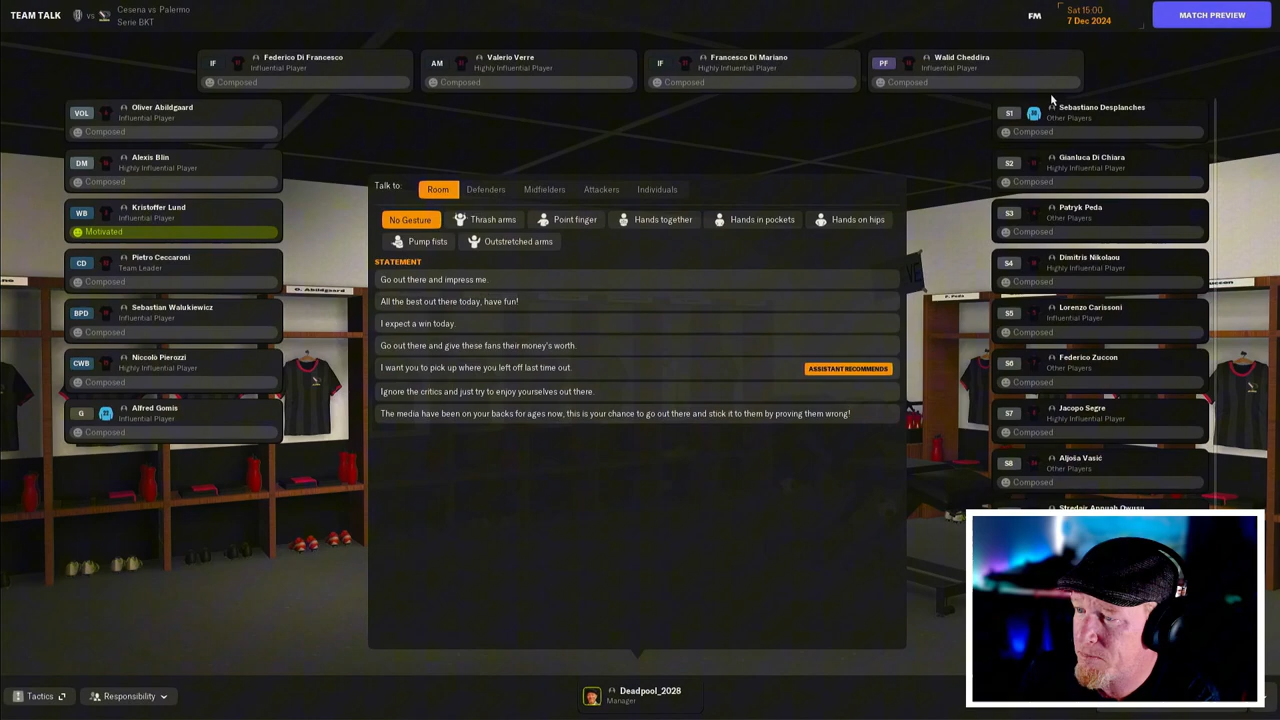 TEAM TALK
vs
Cesena vs Palermo
Serie BKT
FM
Sat 15:00
7 Dec 2024
MATCH PREVIEW
IF
Federico Di Francesco
Influential Player
Composed
AM
Valerio Verre
Highly Influential Player
Composed
IF
Francesco Di Mariano
Highly Influential Player
Composed
PF
Walid Cheddira
Influential Player
Composed
VOL
Oliver Abildgaard
Influential Player
Composed
DM
Alexis Blin
Highly Influential Player
Composed
WB
Kristoffer Lund
Influential Player
Motivated
CD
Pietro Ceccaroni
Team Leader
Composed
BPD
Sebastian Walukiewicz
Influential Player
Composed
CWB
Niccolò Pierozzi
Highly Influential Player
Composed
G
Alfred Gomis
Influential Player
Composed
Talk to:
Room
Defenders
Midfielders
Attackers
Individuals
No Gesture
Thrash arms
Point finger
Hands together
Hands in pockets
Hands on hips
Pump fists
Outstretched arms
STATEMENT
Go out there and impress me.
All the best out there today, have fun!
I expect a win today.
Go out there and give these fans their money's worth.
I want you to pick up where you left off last time out.
ASSISTANT RECOMMENDS
Ignore the critics and just try to enjoy yourselves out there.
The media have been on your backs for ages now, this is your chance to go out there and stick it to them by proving them wrong!
S1
Sebastiano Desplanches
Other Players
Composed
S2
Gianluca Di Chiara
Highly Influential Player
Composed
S3
Patryk Peda
Other Players
Composed
S4
Dimitris Nikolaou
Highly Influential Player
Composed
S5
Lorenzo Carissoni
Influential Player
Composed
S6
Federico Zuccon
Influential Player
Composed
S7
Jacopo Segre
Highly Influential Player
Composed
S8
Aljoša Vasić
Other Players
Composed
O. Abildgaard
Tactics
Responsibility
Deadpool_2028
Manager